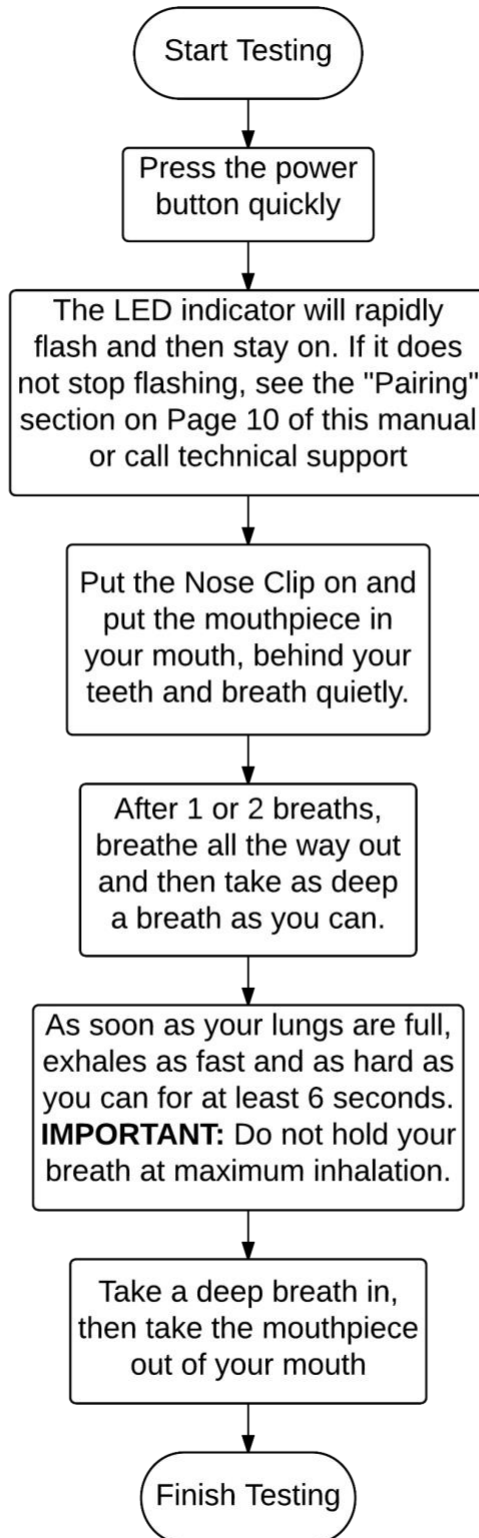 Start Testing
Press the power
button quickly
The LED indicator will rapidly
flash and then stay on. If it does
not stop flashing, see the "Pairing"
section on Page 10 of this manual
or call technical support
Put the Nose Clip on and
put the mouthpiece in
your mouth, behind your
teeth and breath quietly.
After 1 or 2 breaths,
breathe all the way out
and then take as deep
a breath as you can.
As soon as your lungs are full,
exhales as fast and as hard as
you can for at least 6 seconds.
IMPORTANT: Do not hold your
breath at maximum inhalation.
Take a deep breath in,
then take the mouthpiece
out of your mouth
Finish Testing